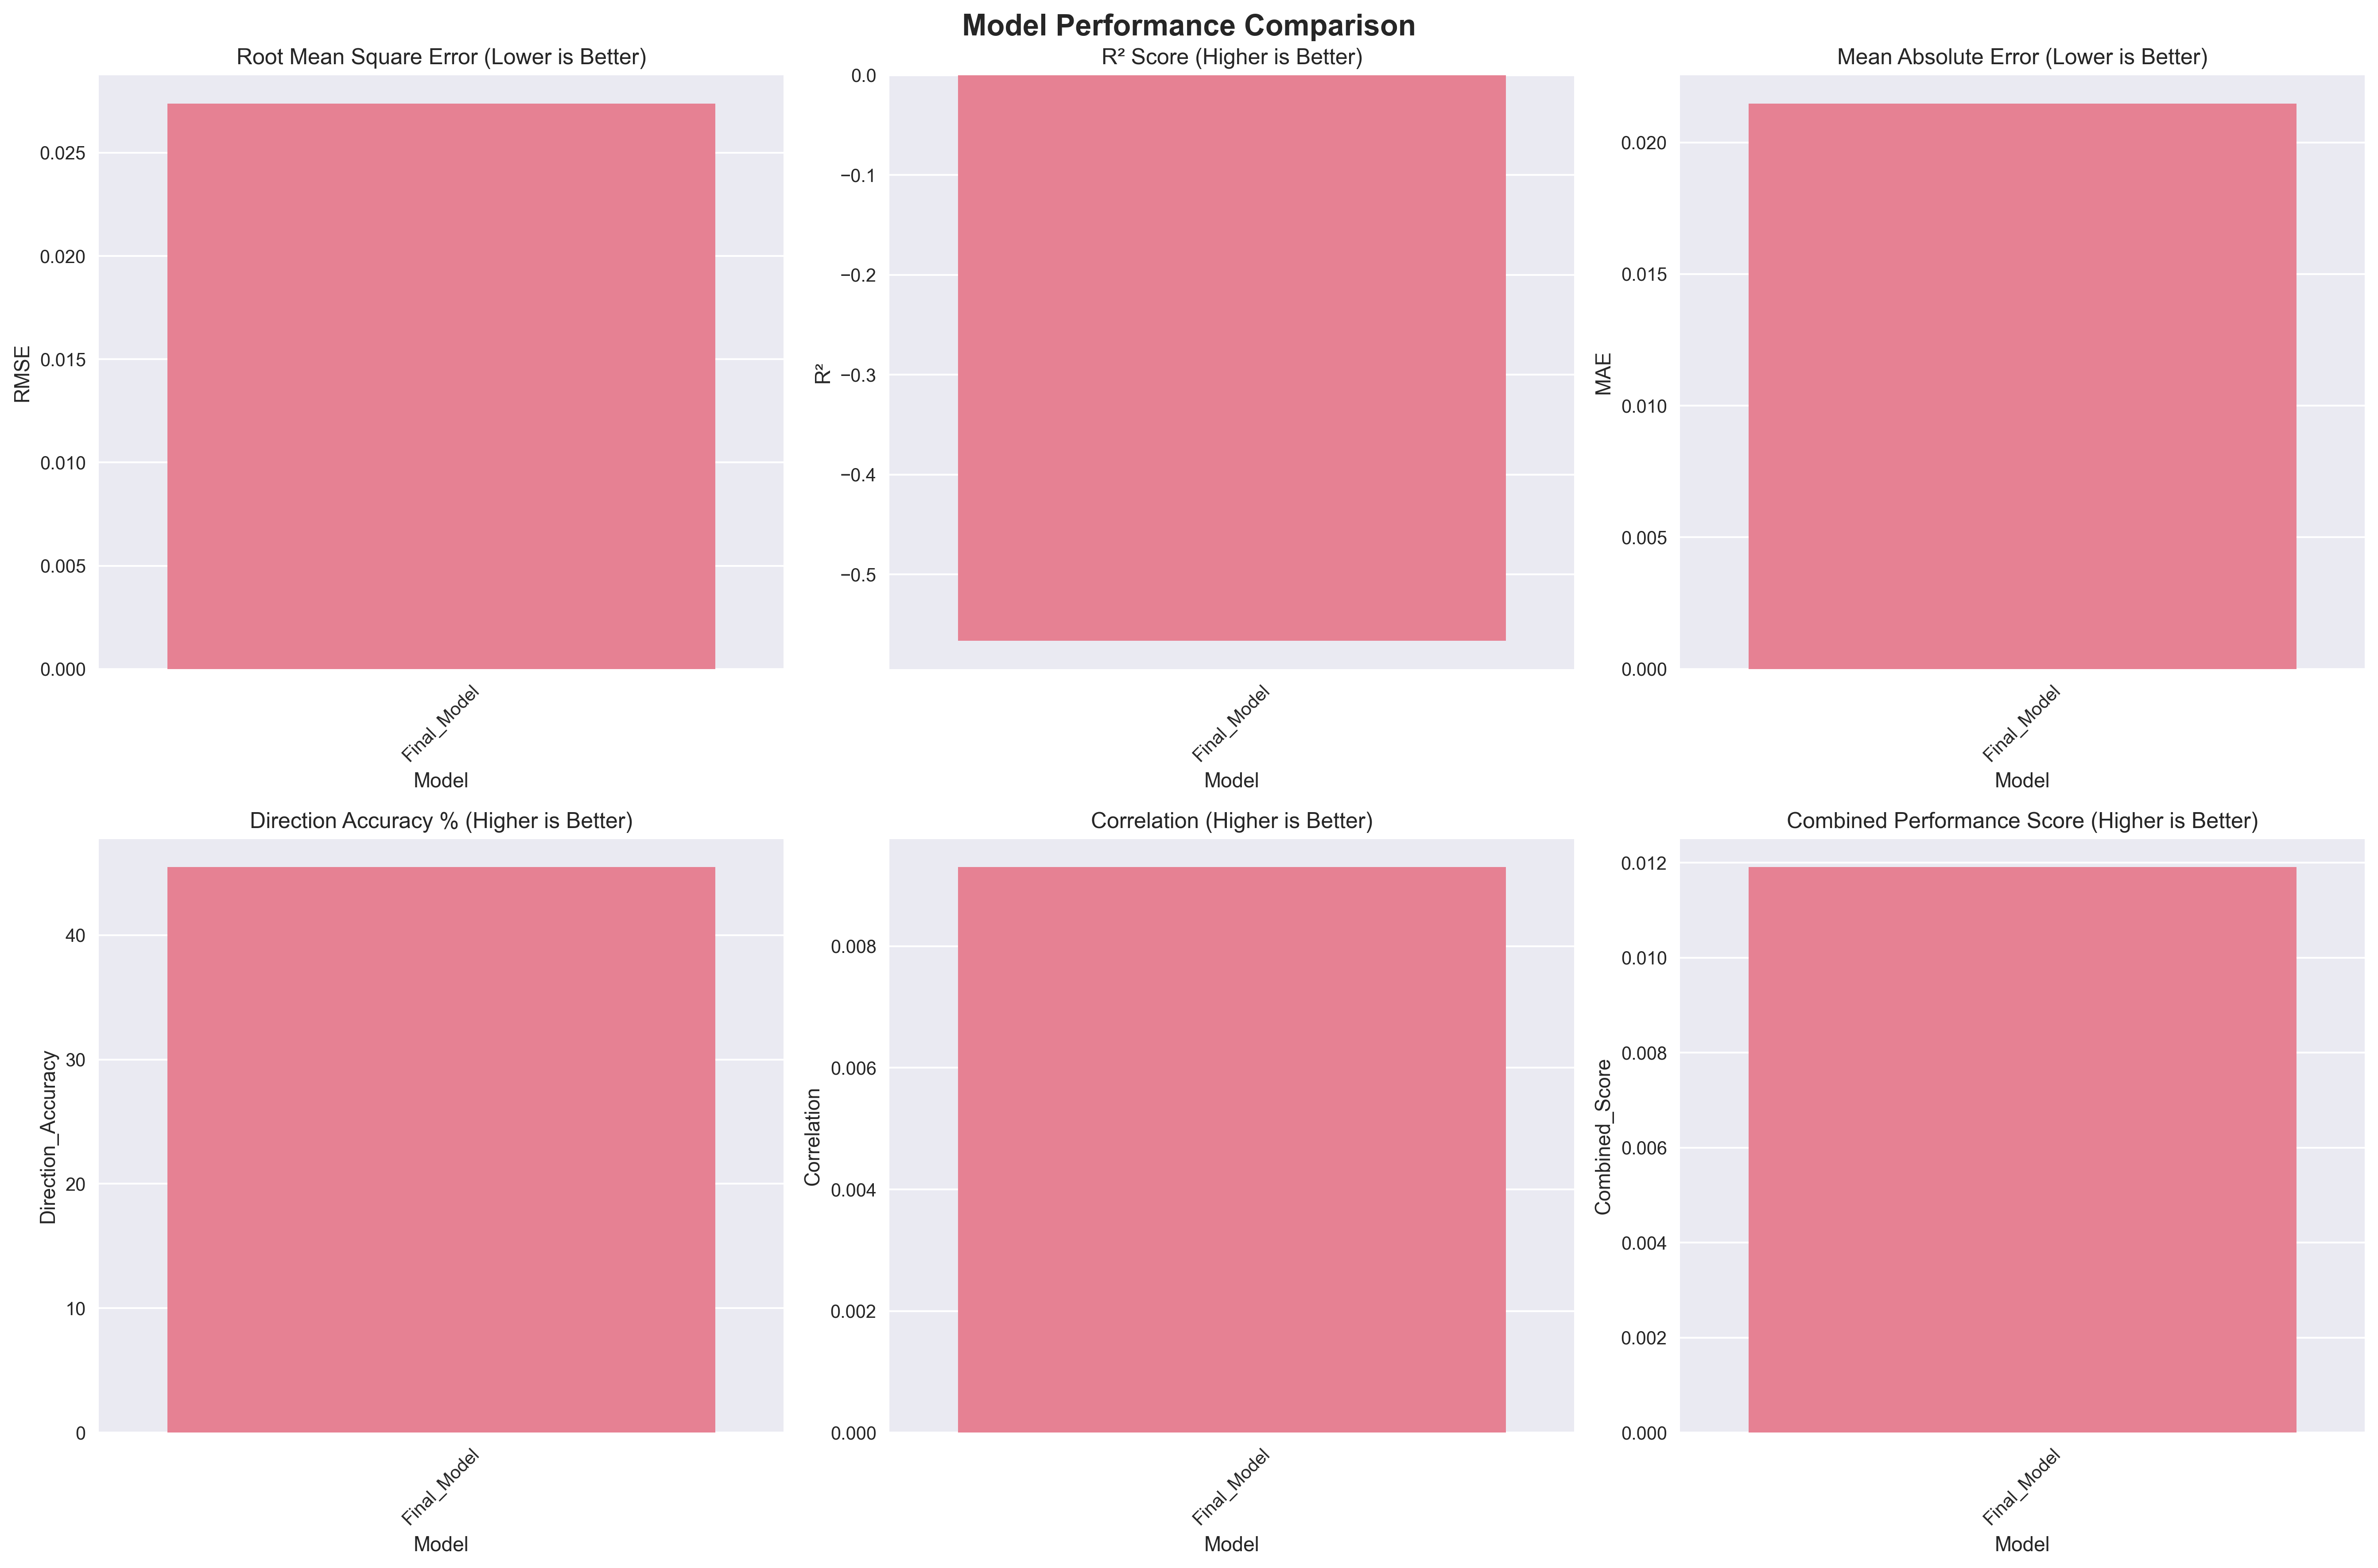 Model Performance Comparison
Root Mean Square Error (Lower is Better)
RMSE
0.025
0.020
0.015
0.010
0.005
0.000
Final_Model
Model
R² Score (Higher is Better)
R²
0.0
−0.1
−0.2
−0.3
−0.4
−0.5
Final_Model
Model
Mean Absolute Error (Lower is Better)
MAE
0.020
0.015
0.010
0.005
0.000
Final_Model
Model
Direction Accuracy % (Higher is Better)
Direction_Accuracy
40
30
20
10
0
Final_Model
Model
Correlation (Higher is Better)
Correlation
0.008
0.006
0.004
0.002
0.000
Final_Model
Model
Combined Performance Score (Higher is Better)
Combined_Score
0.012
0.010
0.008
0.006
0.004
0.002
0.000
Final_Model
Model